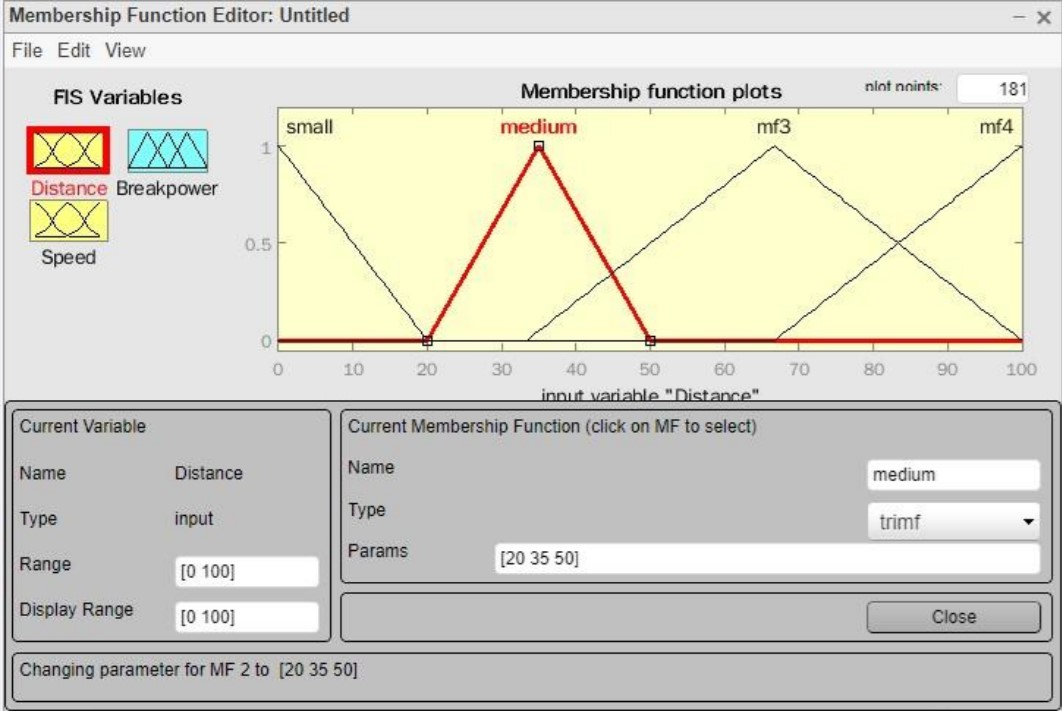 Membership Function Editor: Untitled
File Edit View
FIS Variables
Distance Breakpower
Speed
Membership function plots
plot points: 181
small medium mf3 mf4
1
0.5
0
0 10 20 30 40 50 60 70 80 90 100
input variable "Distance"
Current Variable
Name Distance
Type input
Range [0 100]
Display Range [0 100]
Current Membership Function (click on MF to select)
Name medium
Type trimf
Params [20 35 50]
Close
Changing parameter for MF 2 to [20 35 50]